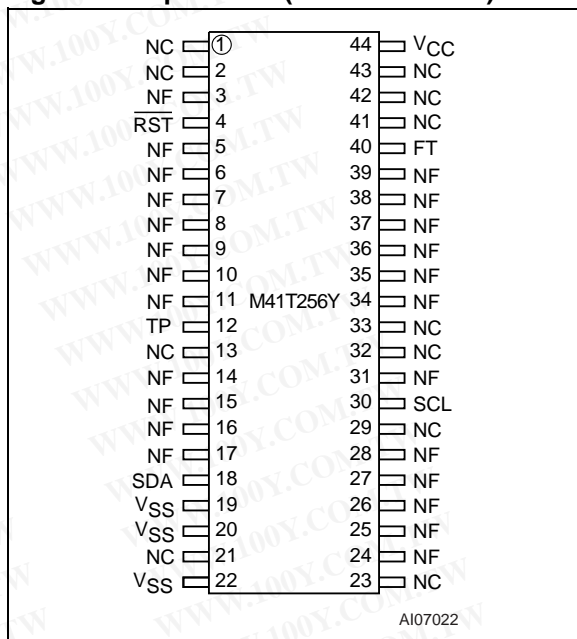 NC 1 44 VCC
NC 2 43 NC
NF 3 42 NC
RST 4 41 NC
NF 5 40 FT
NF 6 39 NF
NF 7 38 NF
NF 8 37 NF
NF 9 36 NF
NF 10 35 NF
NF 11 M41T256Y 34 NF
TP 12 33 NC
NC 13 32 NC
NF 14 31 NF
NF 15 30 SCL
NF 16 29 NC
NF 17 28 NF
SDA 18 27 NF
VSS 19 26 NF
VSS 20 25 NF
NC 21 24 NF
VSS 22 23 NC
AI07022
WWW.100Y.COM.TW